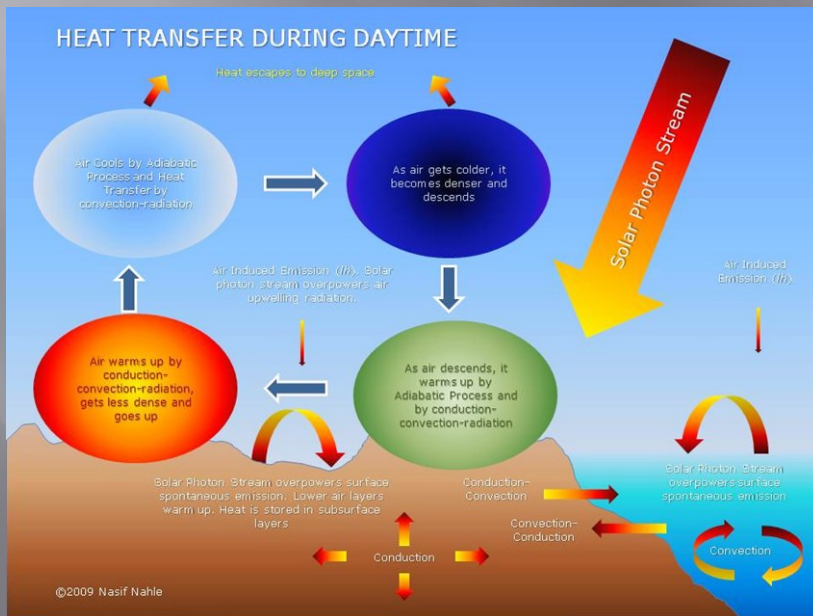 HEAT TRANSFER DURING DAYTIME
Heat escapes to deep space
Air Cools by Adiabatic
Process and Heat
Transfer by
convection-radiation
As air gets colder, it
becomes denser and
descends
Solar Photon Stream
Air Induced Emission (Ih). Solar
photon stream overpowers air
upwelling radiation.
Air Induced
Emission (Ih)
Air warms up by
conduction-
convection-radiation,
gets less dense and
goes up
As air descends, it
warms up by
Adiabatic Process and
by conduction-
convection-radiation
Solar Photon Stream overpowers surface
spontaneous emission. Lower air layers
warm up. Heat is stored in subsurface
layers
Conduction-
Convection
Solar Photon Stream
overpowers surface
spontaneous emission
Convection-
Conduction
Convection
Conduction
©2009 Nasif Nahle